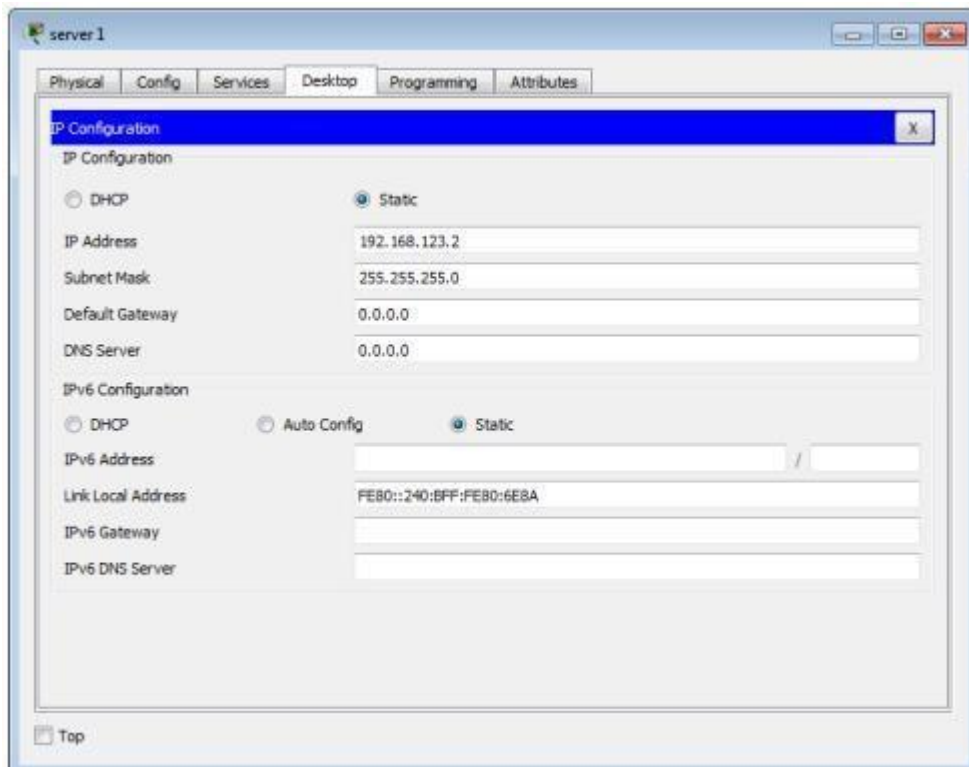 server 1
Physical Config Services Desktop Programming Attributes
IP Configuration X
IP Configuration
DHCP Static
IP Address 192.168.123.2
Subnet Mask 255.255.255.0
Default Gateway 0.0.0.0
DNS Server 0.0.0.0
IPv6 Configuration
DHCP Auto Config Static
IPv6 Address /
Link Local Address FE80::240:BFF:FE80:6E8A
IPv6 Gateway
IPv6 DNS Server
Top